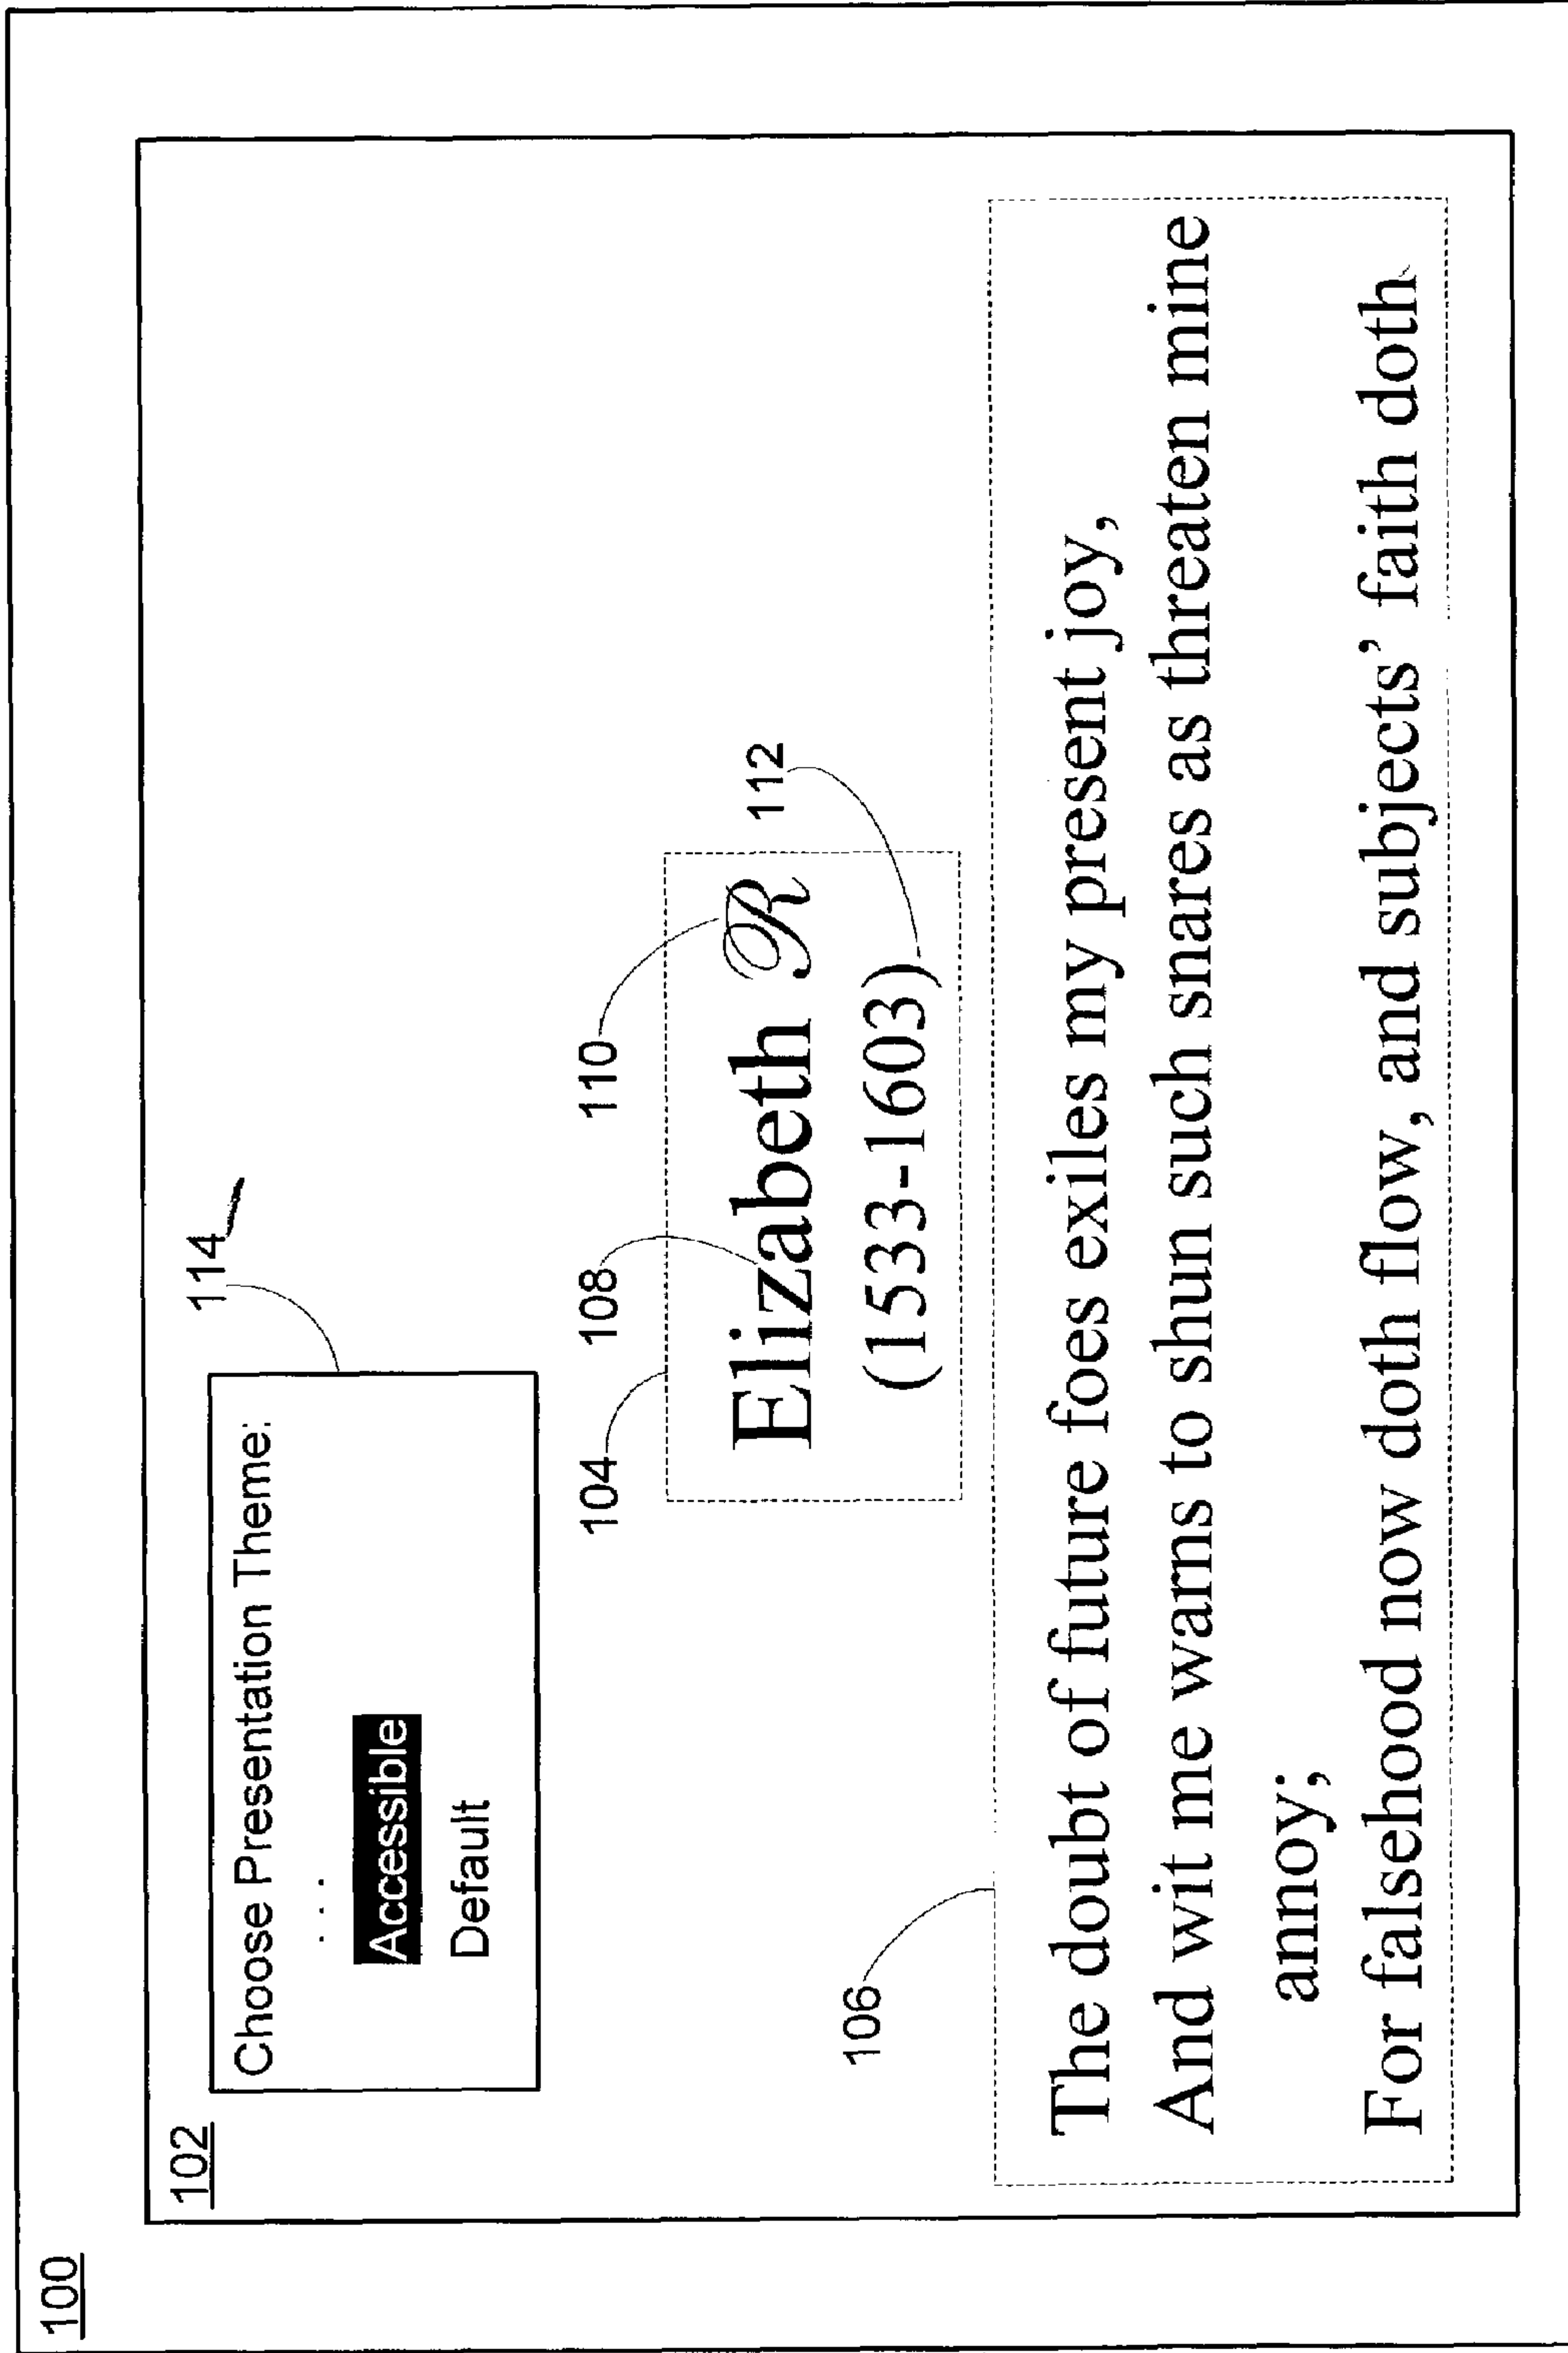 100
102
114
Choose Presentation Theme:
. . .
Accessible
Default
104
108
110
Elizabeth R
112
(1533-1603)
106
The doubt of future foes exiles my present joy,
And wit me warns to shun such snares as threaten mine
annoy;
For falsehood now doth flow, and subjects’ faith doth